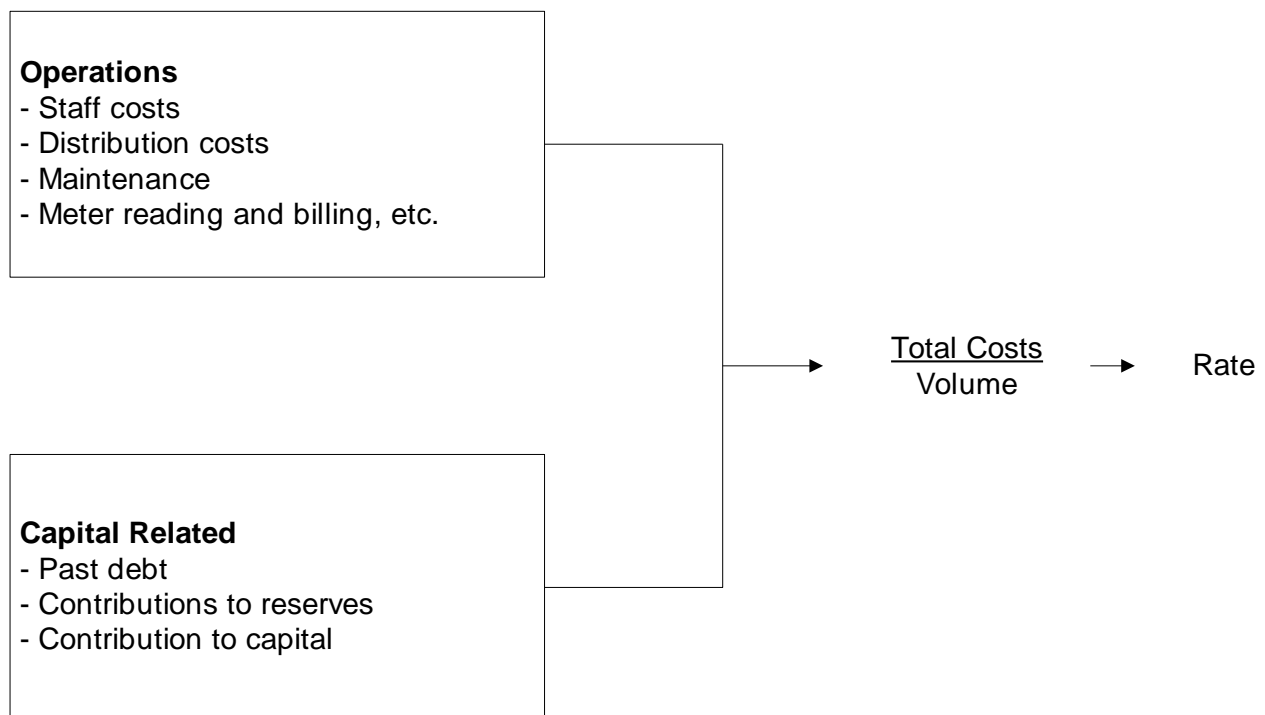 Operations
- Staff costs
- Distribution costs
- Maintenance
- Meter reading and billing, etc.
Total Costs
Volume
Rate
Capital Related
- Past debt
- Contributions to reserves
- Contribution to capital